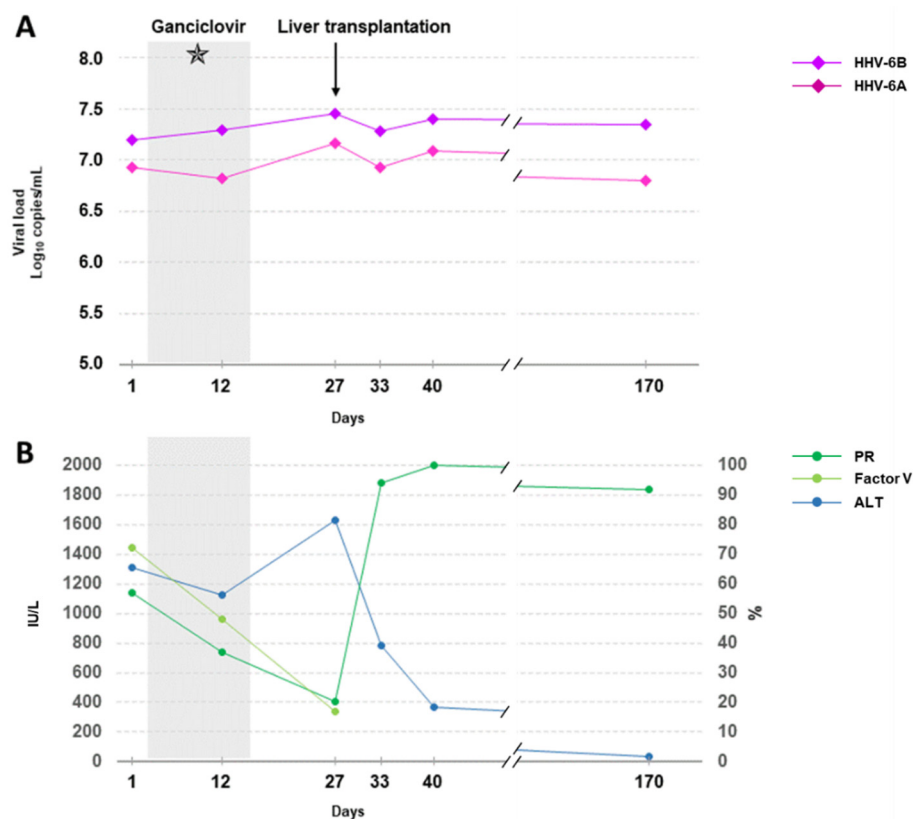 A
Ganciclovir
Liver transplantation
HHV-6B
HHV-6A
Viral load
Log₁₀ copies/mL
8.0
7.5
7.0
6.5
6.0
5.5
5.0
1 12 27 33 40 170
Days
B
PR
Factor V
ALT
IU/L
2000
1800
1600
1400
1200
1000
800
600
400
200
0
100
90
80
70
60
50
40
30
20
10
0
%
1 12 27 33 40 170
Days